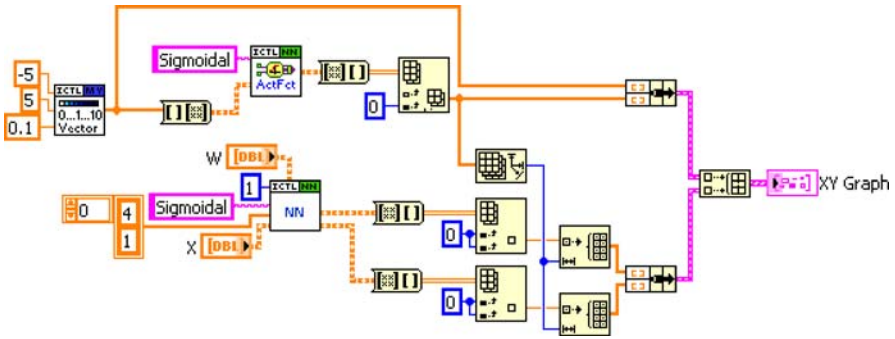 Sigmoidal
ICTL NN
ActFct
-5
5
0.1
ICTL MY
0...1...10
Vector
0
W
[DBL]
1
ICTL NN
NN
Sigmoidal
0
4
1
X
[DBL]
0
0
XY Graph